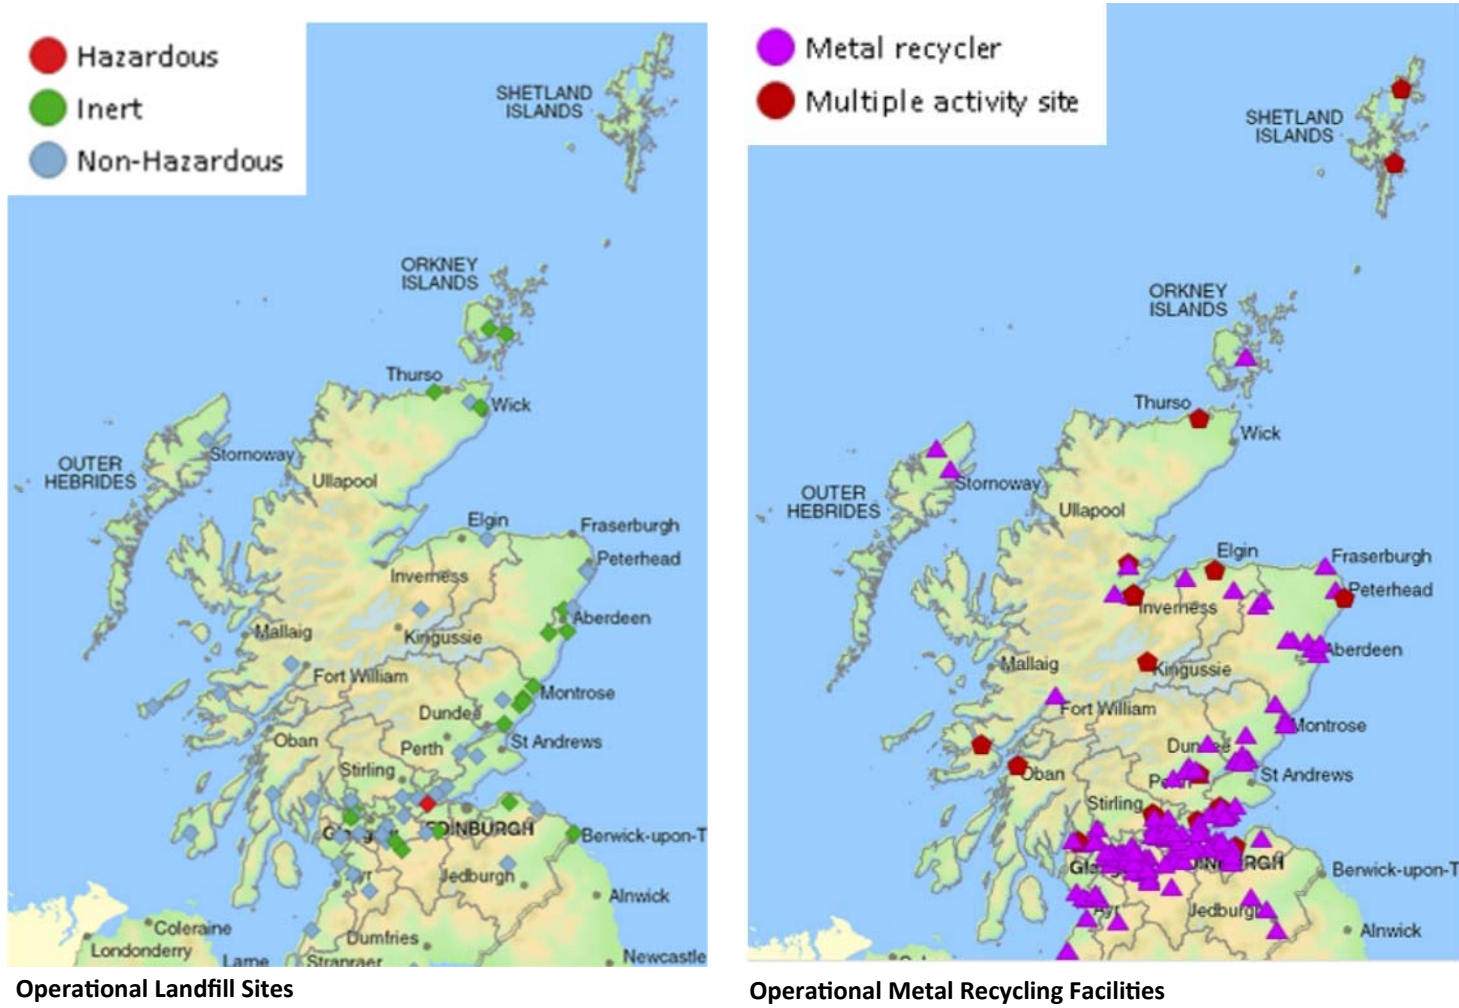 Hazardous
Inert
Non-Hazardous
SHETLAND
ISLANDS
ORKNEY
ISLANDS
Thurso
Wick
Stornoway
OUTER
HEBRIDES
Ullapool
Elgin
Fraserburgh
Peterhead
Inverness
Aberdeen
Mallaig
Kingussie
Fort William
Montrose
Dundee
Oban
Perth
St Andrews
Stirling
EDINBURGH
Berwick-upon-T
Jedburgh
Alnwick
Coleraine
Londonderry
Dumfries
Larne
Stranraer
Newcastle
Operational Landfill Sites
Metal recycler
Multiple activity site
SHETLAND
ISLANDS
ORKNEY
ISLANDS
Thurso
Wick
Stornoway
OUTER
HEBRIDES
Ullapool
Elgin
Fraserburgh
Peterhead
Inverness
Aberdeen
Mallaig
Kingussie
Fort William
Montrose
Oban
St Andrews
Stirling
Berwick-upon-T
Ayr
Jedburgh
Alnwick
Operational Metal Recycling Facilities